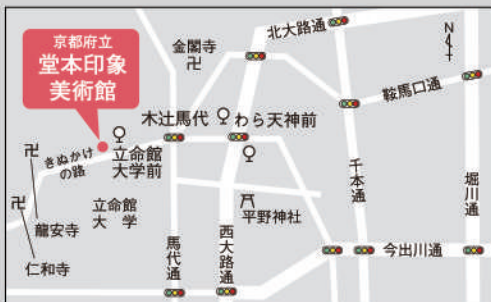 京都府立
堂本印象
美術館
金閣寺
北大路通
N
鞍馬口通
木辻馬代
わら天神前
きぬかけ
の路
立命館
大学前
千本通
堀川通
立命館
大学
龍安寺
仁和寺
平野神社
馬代通
西大路通
今出川通